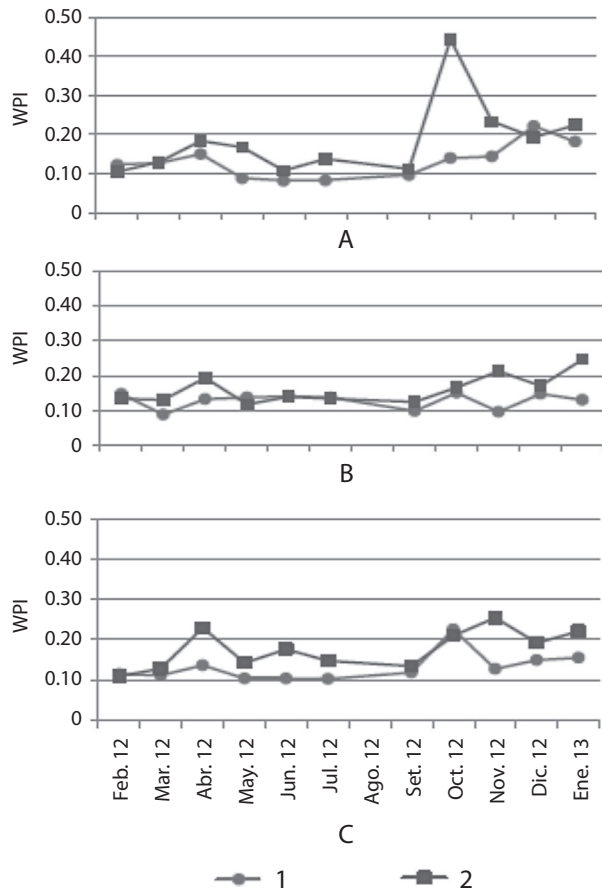 0.50
0.40
0.30
0.20
0.10
0
WPI
A
0.50
0.40
0.30
0.20
0.10
0
WPI
B
0.50
0.40
0.30
0.20
0.10
0
WPI
Feb. 12
Mar. 12
Abr. 12
May. 12
Jun. 12
Jul. 12
Ago. 12
Set. 12
Oct. 12
Nov. 12
Dic. 12
Ene. 13
C
1 2